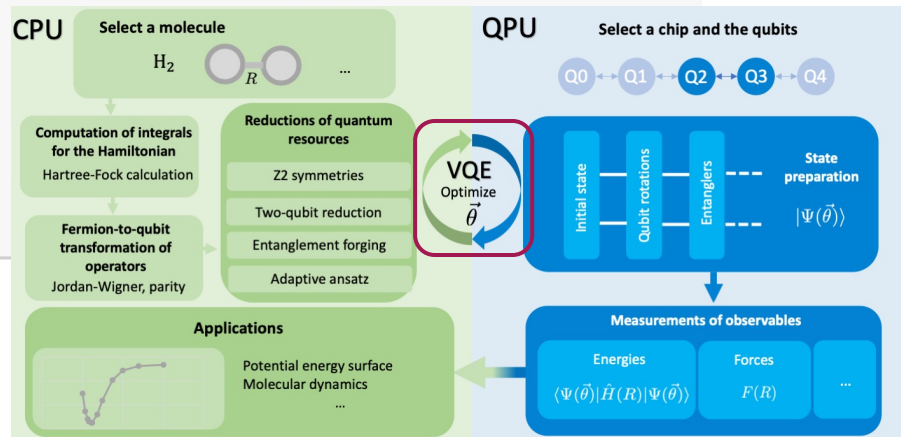 CPU
Select a molecule
H₂
R
...
Computation of integrals
for the Hamiltonian
Hartree-Fock calculation
Fermion-to-qubit
transformation of
operators
Jordan-Wigner, parity
Reductions of quantum
resources
Z2 symmetries
Two-qubit reduction
Entanglement forging
Adaptive ansatz
VQE
Optimize
θ⃗
QPU
Select a chip and the qubits
Q0 Q1 Q2 Q3 Q4
Initial state
Qubit rotations
Entanglers
State
preparation
|Ψ(θ⃗)⟩
Measurements of observables
Energies
⟨Ψ(θ⃗)|Ĥ(R)|Ψ(θ⃗)⟩
Forces
F(R)
...
Applications
Potential energy surface
Molecular dynamics
...